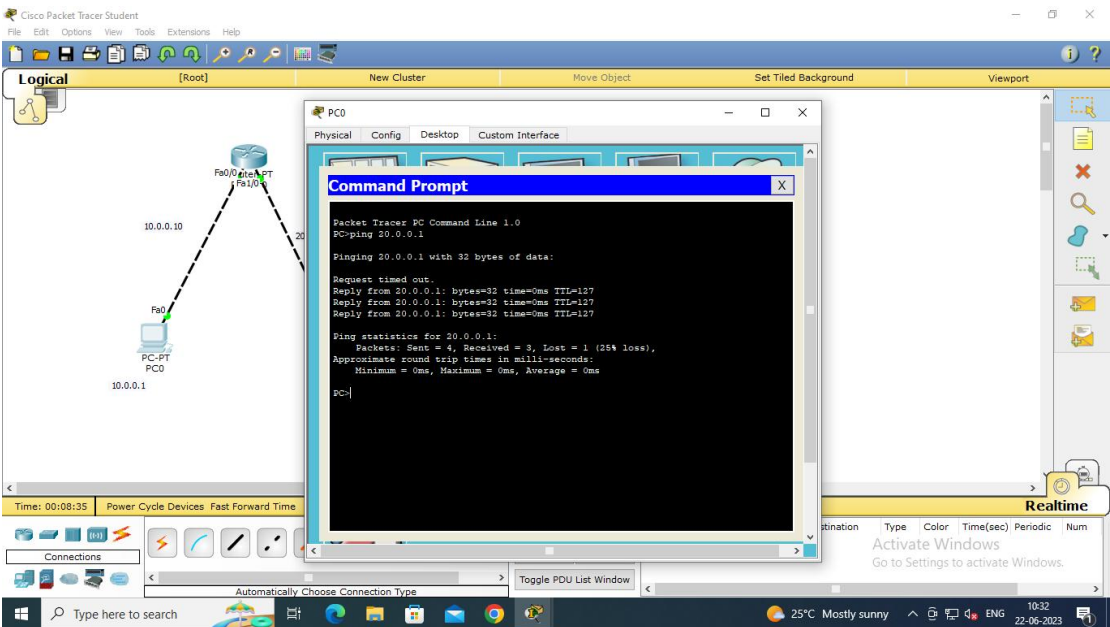 Cisco Packet Tracer Student
File Edit Options View Tools Extensions Help
Logical [Root] New Cluster Move Object Set Tiled Background Viewport
PC0
Physical Config Desktop Custom Interface
Fa0/0
Fa1/0
10.0.0.10
20
Fa0
PC-PT
PC0
10.0.0.1
Command Prompt X
Packet Tracer PC Command Line 1.0
PC>ping 20.0.0.1
Pinging 20.0.0.1 with 32 bytes of data:
Request timed out.
Reply from 20.0.0.1: bytes=32 time=0ms TTL=127
Reply from 20.0.0.1: bytes=32 time=0ms TTL=127
Reply from 20.0.0.1: bytes=32 time=0ms TTL=127
Ping statistics for 20.0.0.1:
Packets: Sent = 4, Received = 3, Lost = 1 (25% loss),
Approximate round trip times in milli-seconds:
Minimum = 0ms, Maximum = 0ms, Average = 0ms
PC>
Time: 00:08:35 Power Cycle Devices Fast Forward Time Realtime
Type Color Time(sec) Periodic Num
Connections
Activate Windows
Go to Settings to activate Windows.
Toggle PDU List Window
Automatically Choose Connection Type
Type here to search
25°C Mostly sunny ENG
10:32
22-06-2023